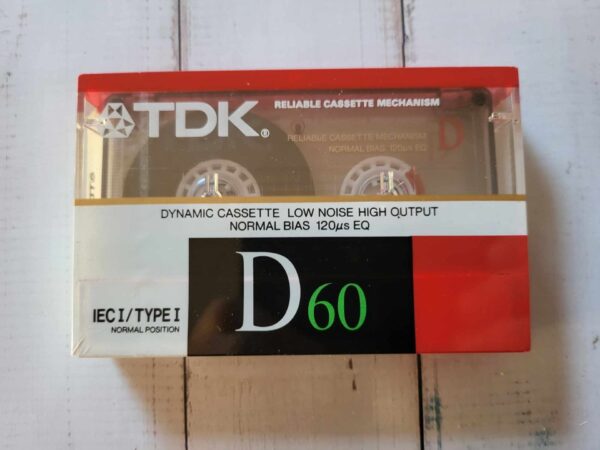 TDK®
RELIABLE CASSETTE MECHANISM
RELIABLE CASSETTE MECHANISM
NORMAL BIAS 120μs EQ
D
DYNAMIC CASSETTE LOW NOISE HIGH OUTPUT
NORMAL BIAS 120μs EQ
IEC I/TYPE I
NORMAL POSITION
D60